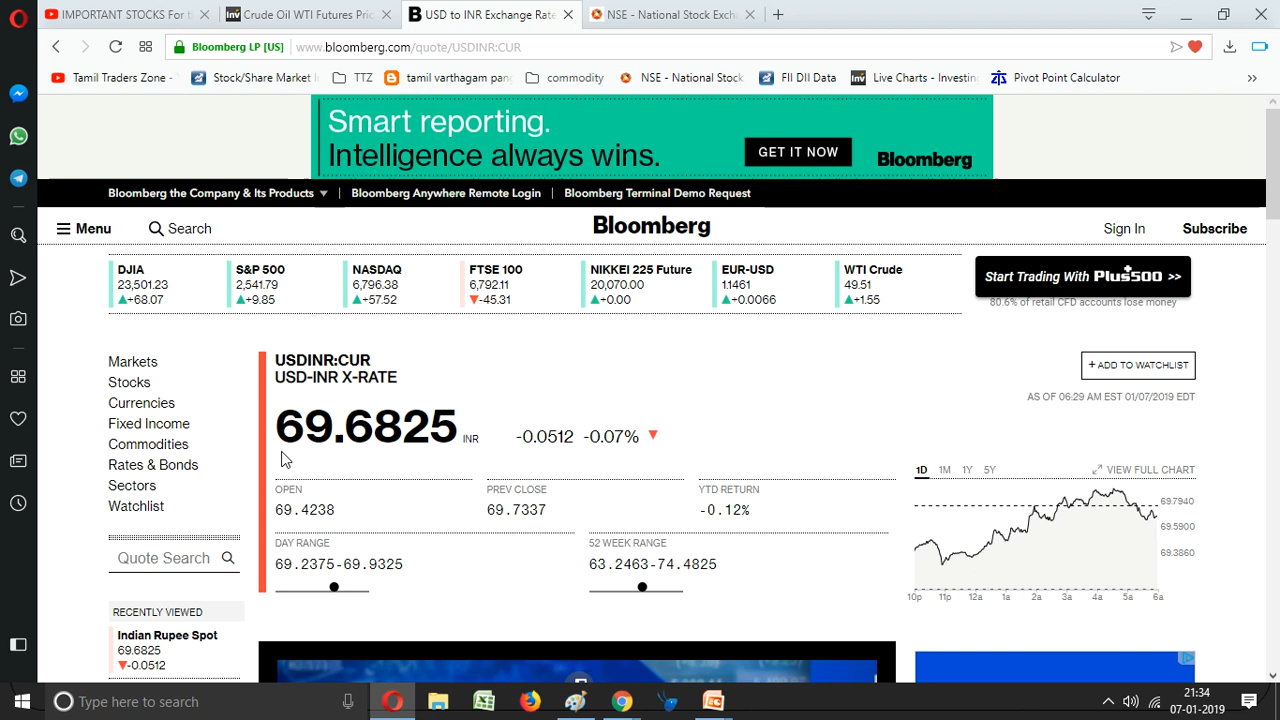 IMPORTANT STOCKS For t
Crude Oil WTI Futures Pric
USD to INR Exchange Rate
NSE - National Stock Exch
Bloomberg LP [US]
www.bloomberg.com/quote/USDINR:CUR
Tamil Traders Zone -
Stock/Share Market
TTZ
tamil varthagam pan
commodity
NSE - National Stock
FII DII Data
Live Charts - Investin
Pivot Point Calculator
Smart reporting.
Intelligence always wins.
GET IT NOW
Bloomberg
Bloomberg the Company & Its Products
Bloomberg Anywhere Remote Login
Bloomberg Terminal Demo Request
Menu
Search
Bloomberg
Sign In
Subscribe
DJIA
23,501.23
+68.07
S&P 500
2,541.79
+9.85
NASDAQ
6,796.38
+57.52
FTSE 100
6,792.11
-45.31
NIKKEI 225 Future
20,070.00
+0.00
EUR-USD
1.1461
+0.0066
WTI Crude
49.51
+1.55
Start Trading With Plus500 >>
80.6% of retail CFD accounts lose money
Markets
Stocks
Currencies
Fixed Income
Commodities
Rates & Bonds
Sectors
Watchlist
Quote Search
RECENTLY VIEWED
Indian Rupee Spot
69.6825
-0.0512
USDINR:CUR
USD-INR X-RATE
69.6825 INR -0.0512 -0.07%
+ ADD TO WATCHLIST
AS OF 06:29 AM EST 01/07/2019 EDT
OPEN
69.4238
PREV CLOSE
69.7337
YTD RETURN
-0.12%
DAY RANGE
69.2375-69.9325
52 WEEK RANGE
63.2463-74.4825
1D 1M 1Y 5Y
VIEW FULL CHART
69.7940
69.5900
69.3860
10p 11p 12a 1a 2a 3a 4a 5a 6a
Type here to search
21:34
07-01-2019